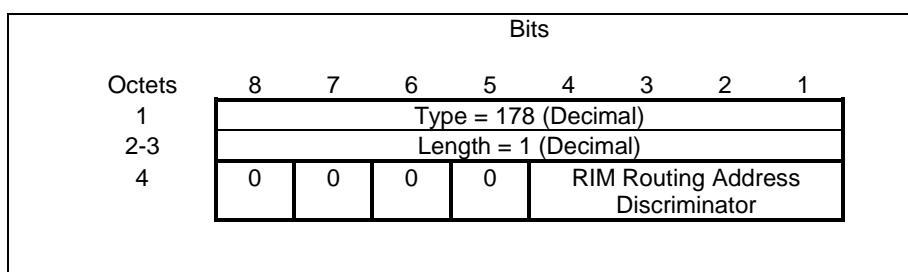 Bits
Octets 8 7 6 5 4 3 2 1
1 Type = 178 (Decimal)
2-3 Length = 1 (Decimal)
4 0 0 0 0 RIM Routing Address
Discriminator